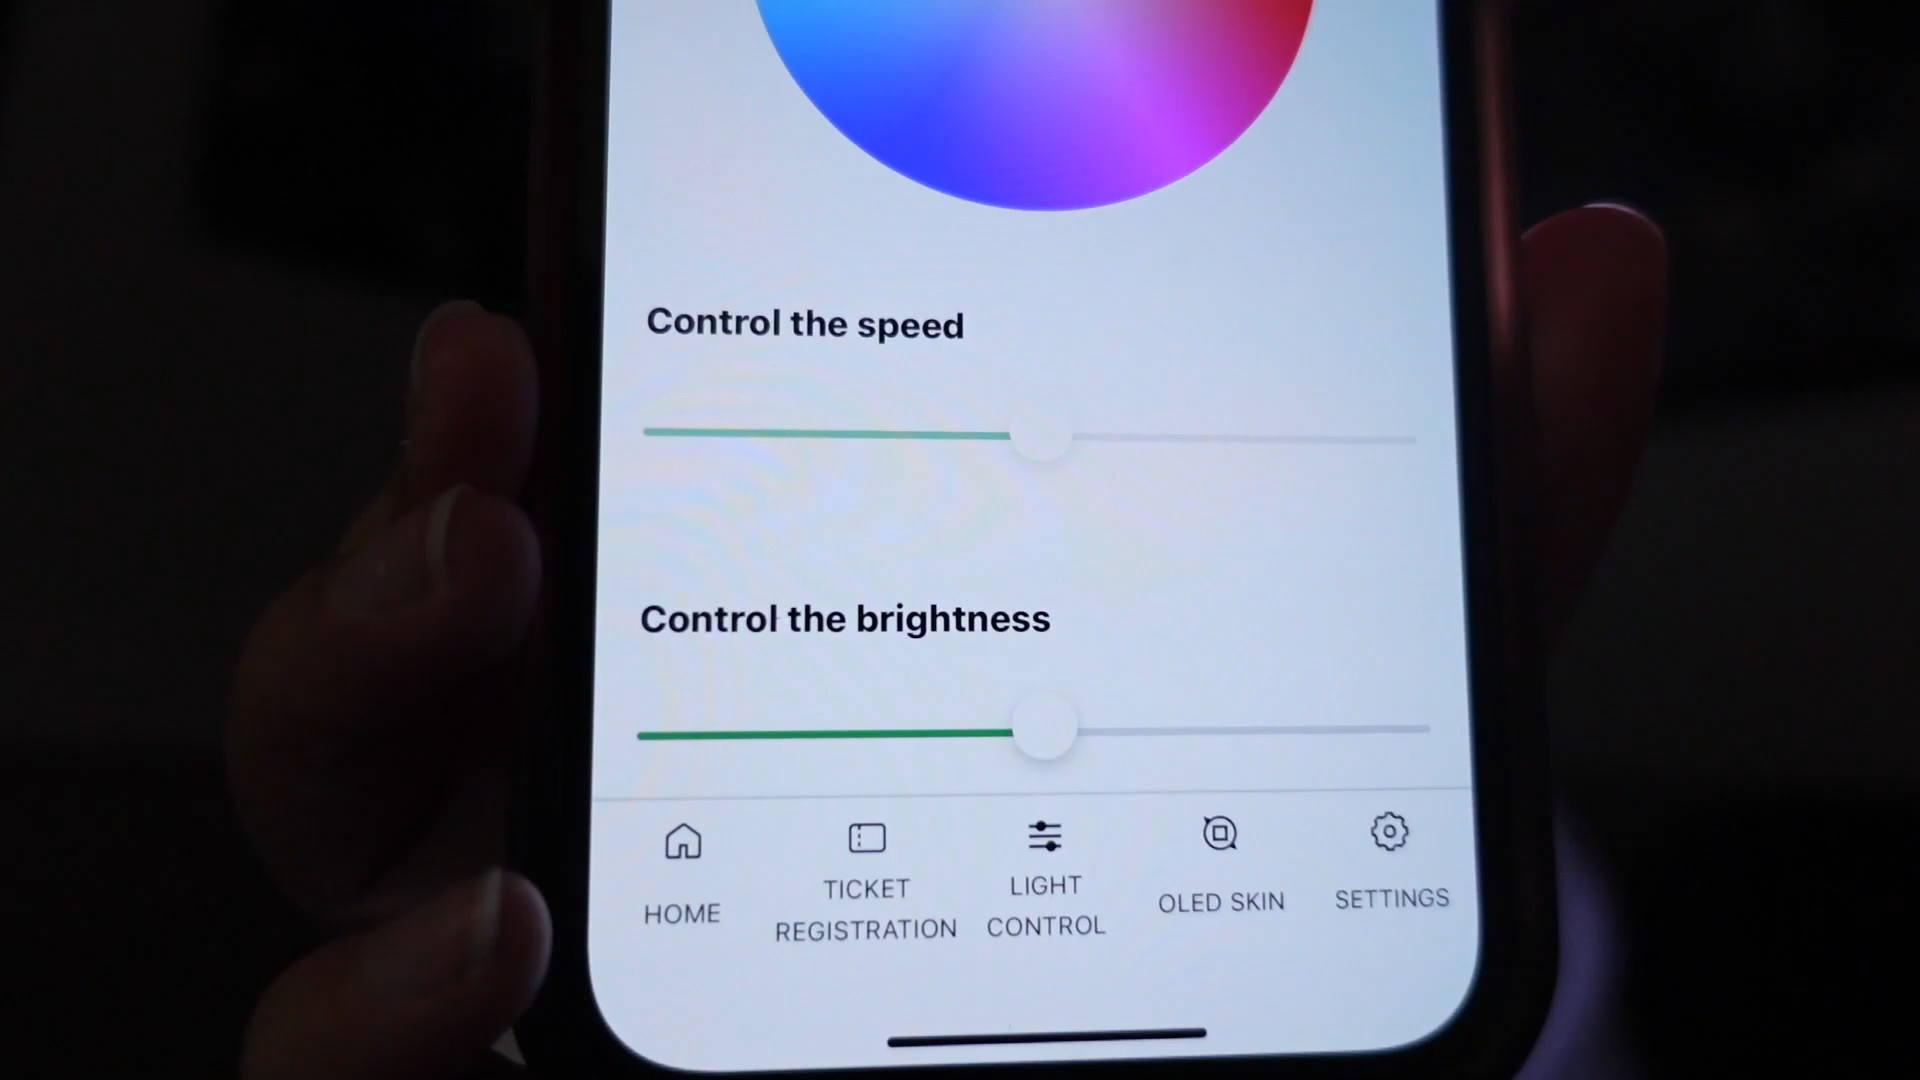 Control the speed
Control the brightness
HOME
TICKET
REGISTRATION
LIGHT
CONTROL
OLED SKIN
SETTINGS